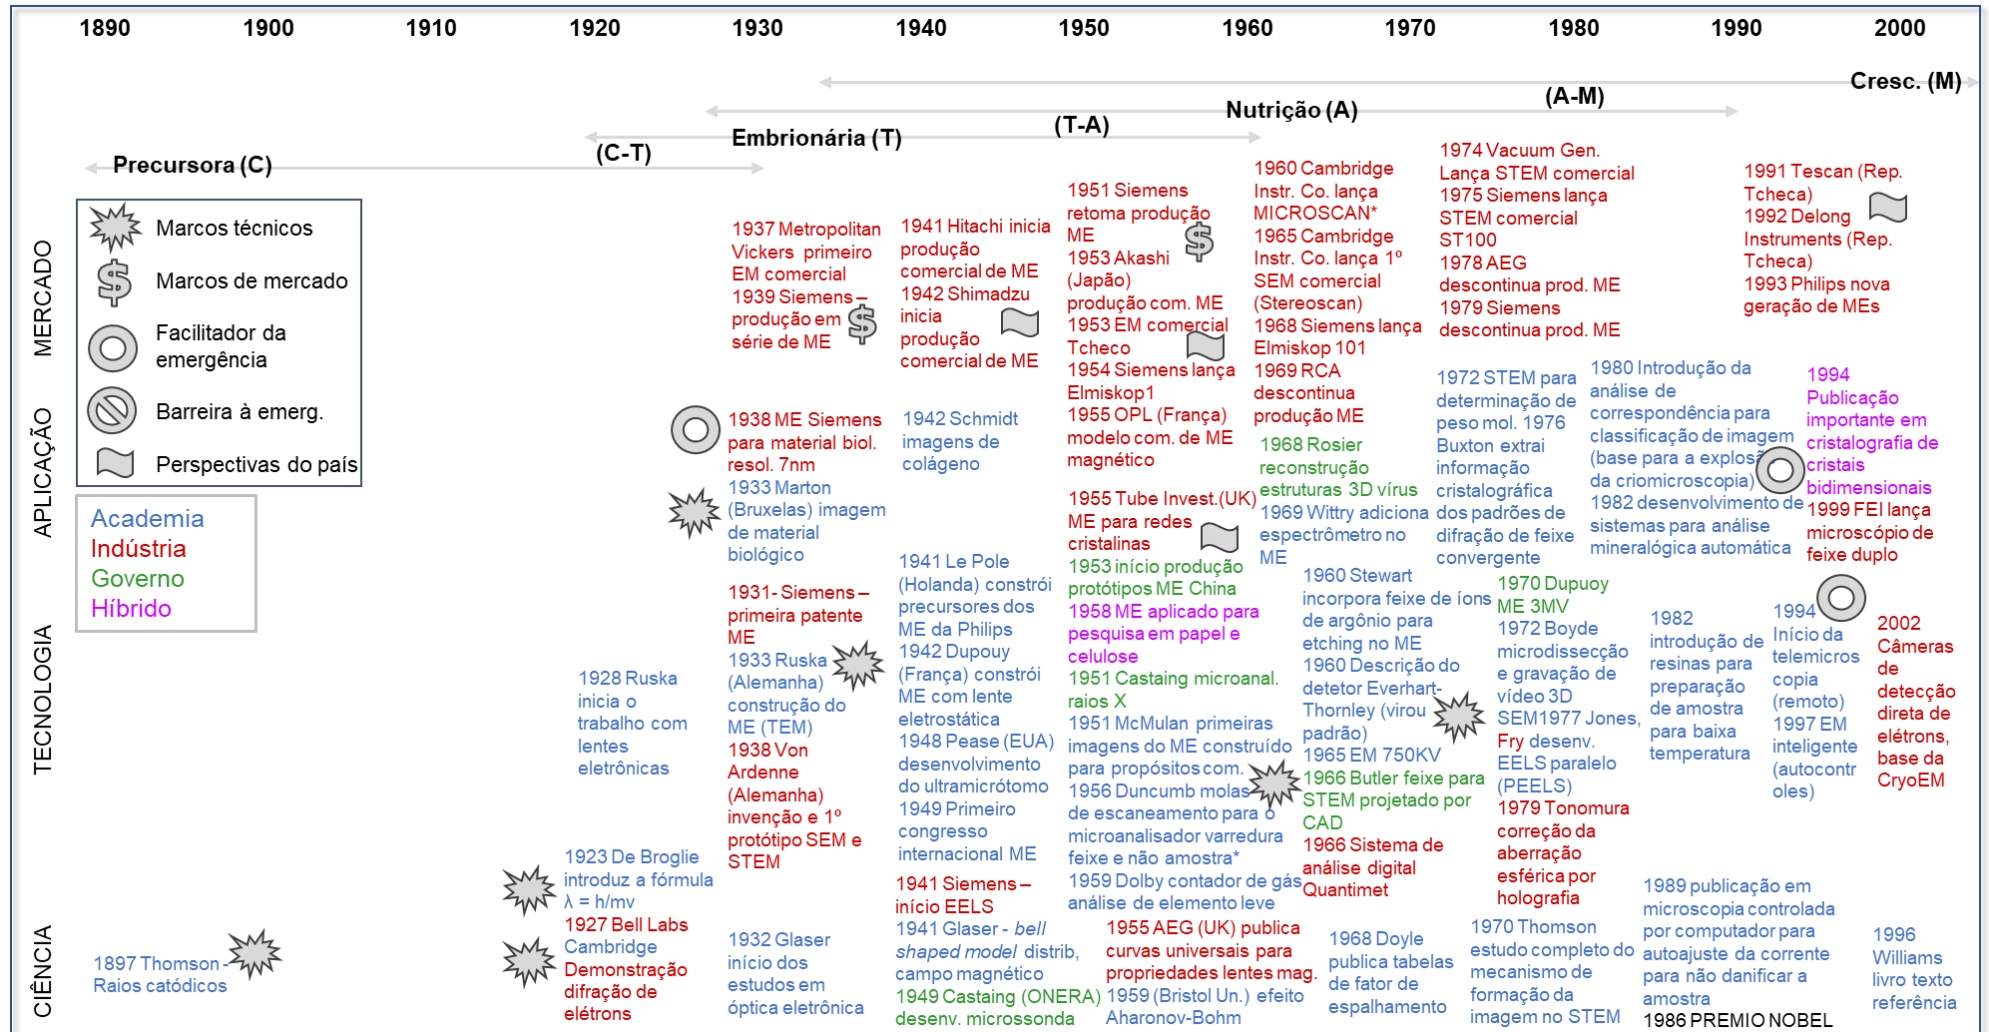 1890 1900 1910 1920 1930 1940 1950 1960 1970 1980 1990 2000
Cresc. (M)
(A-M)
Nutrição (A)
(T-A)
Embrionária (T)
(C-T)
Precursora (C)
Marcos técnicos
Marcos de mercado
Facilitador da
emergência
Barreira à emerg.
Perspectivas do país
Academia
Indústria
Governo
Híbrido
MERCADO
1937 Metropolitan
Vickers primeiro
EM comercial
1939 Siemens –
produção em
série de ME
1941 Hitachi inicia
produção
comercial de ME
1942 Shimadzu
inicia
produção
comercial de ME
1951 Siemens
retoma produção
ME
1953 Akashi
(Japão)
produção com. ME
1953 EM comercial
Tcheco
1954 Siemens lança
Elmiskop1
1955 OPL (França)
modelo com. de ME
magnético
1960 Cambridge
Instr. Co. lança
MICROSCAN*
1965 Cambridge
Instr. Co. lança 1º
SEM comercial
(Stereoscan)
1968 Siemens lança
Elmiskop 101
1969 RCA
descontinua
produção ME
1974 Vacuum Gen.
Lança STEM comercial
1975 Siemens lança
STEM comercial
ST100
1978 AEG
descontinua prod. ME
1979 Siemens
descontinua prod. ME
1991 Tescan (Rep.
Tcheca)
1992 Delong
Instruments (Rep.
Tcheca)
1993 Philips nova
geração de MEs
APLICAÇÃO
1938 ME Siemens
para material biol.
resol. 7nm
1933 Marton
(Bruxelas) imagem
de material
biológico
1942 Schmidt
imagens de
colágeno
1955 Tube Invest.(UK)
ME para redes
cristalinas
1953 início produção
protótipos ME China
1958 ME aplicado para
pesquisa em papel e
celulose
1968 Rosier
reconstrução
estruturas 3D vírus
1969 Wittry adiciona
espectrômetro no
ME
1972 STEM para
determinação de
peso mol. 1976
Buxton extrai
informação
cristalográfica
dos padrões de
difração de feixe
convergente
1980 Introdução da
análise de
correspondência para
classificação de imagem
(base para a explosão
da criomicroscopia)
1982 desenvolvimento de
sistemas para análise
mineralógica automática
1994
Publicação
importante em
cristalografia de
cristais
bidimensionais
1999 FEI lança
microscópio de
feixe duplo
TECNOLOGIA
1928 Ruska
inicia o
trabalho com
lentes
eletrônicas
1931- Siemens –
primeira patente
ME
1933 Ruska
(Alemanha)
construção do
ME (TEM)
1938 Von
Ardenne
(Alemanha)
invenção e 1º
protótipo SEM e
STEM
1941 Le Pole
(Holanda) constrói
precursores dos
ME da Philips
1942 Dupouy
(França) constrói
ME com lente
eletrostática
1948 Pease (EUA)
desenvolvimento
do ultramicrótomo
1949 Primeiro
congresso
internacional ME
1951 Castaing microanal.
raios X
1951 McMulan primeiras
imagens do ME construído
para propósitos com.
1956 Duncumb molas
de escaneamento para o
microanalisador varredura
feixe e não amostra*
1959 Dolby contador de gás
análise de elemento leve
1960 Stewart
incorpora feixe de íons
de argônio para
etching no ME
1960 Descrição do
detetor Everhart-
Thornley (virou
padrão)
1965 EM 750KV
1966 Butler feixe para
STEM projetado por
CAD
1966 Sistema de
análise digital
Quantimet
1970 Dupuoy
ME 3MV
1972 Boyde
microdissecção
e gravação de
vídeo 3D
SEM1977 Jones,
Fry desenv.
EELS paralelo
(PEELS)
1979 Tonomura
correção da
aberração
esférica por
holografia
1982
introdução de
resinas para
preparação
de amostra
para baixa
temperatura
1994
Início da
telemicros
copia
(remoto)
1997 EM
inteligente
(autocontr
oles)
2002
Câmeras
de
detecção
direta de
elétrons,
base da
CryoEM
CIÊNCIA
1897 Thomson -
Raios catódicos
1923 De Broglie
introduz a fórmula
λ = h/mv
1927 Bell Labs
Cambridge
Demonstração
difração de
elétrons
1932 Glaser
início dos
estudos em
óptica eletrônica
1941 Siemens –
início EELS
1941 Glaser - bell
shaped model distrib,
campo magnético
1949 Castaing (ONERA)
desenv. microssonda
1955 AEG (UK) publica
curvas universais para
propriedades lentes mag.
1959 (Bristol Un.) efeito
Aharonov-Bohm
1968 Doyle
publica tabelas
de fator de
espalhamento
1970 Thomson
estudo completo do
mecanismo de
formação da
imagem no STEM
1989 publicação em
microscopia controlada
por computador para
autoajuste da corrente
para não danificar a
amostra
1986 PREMIO NOBEL
1996
Williams
livro texto
referência